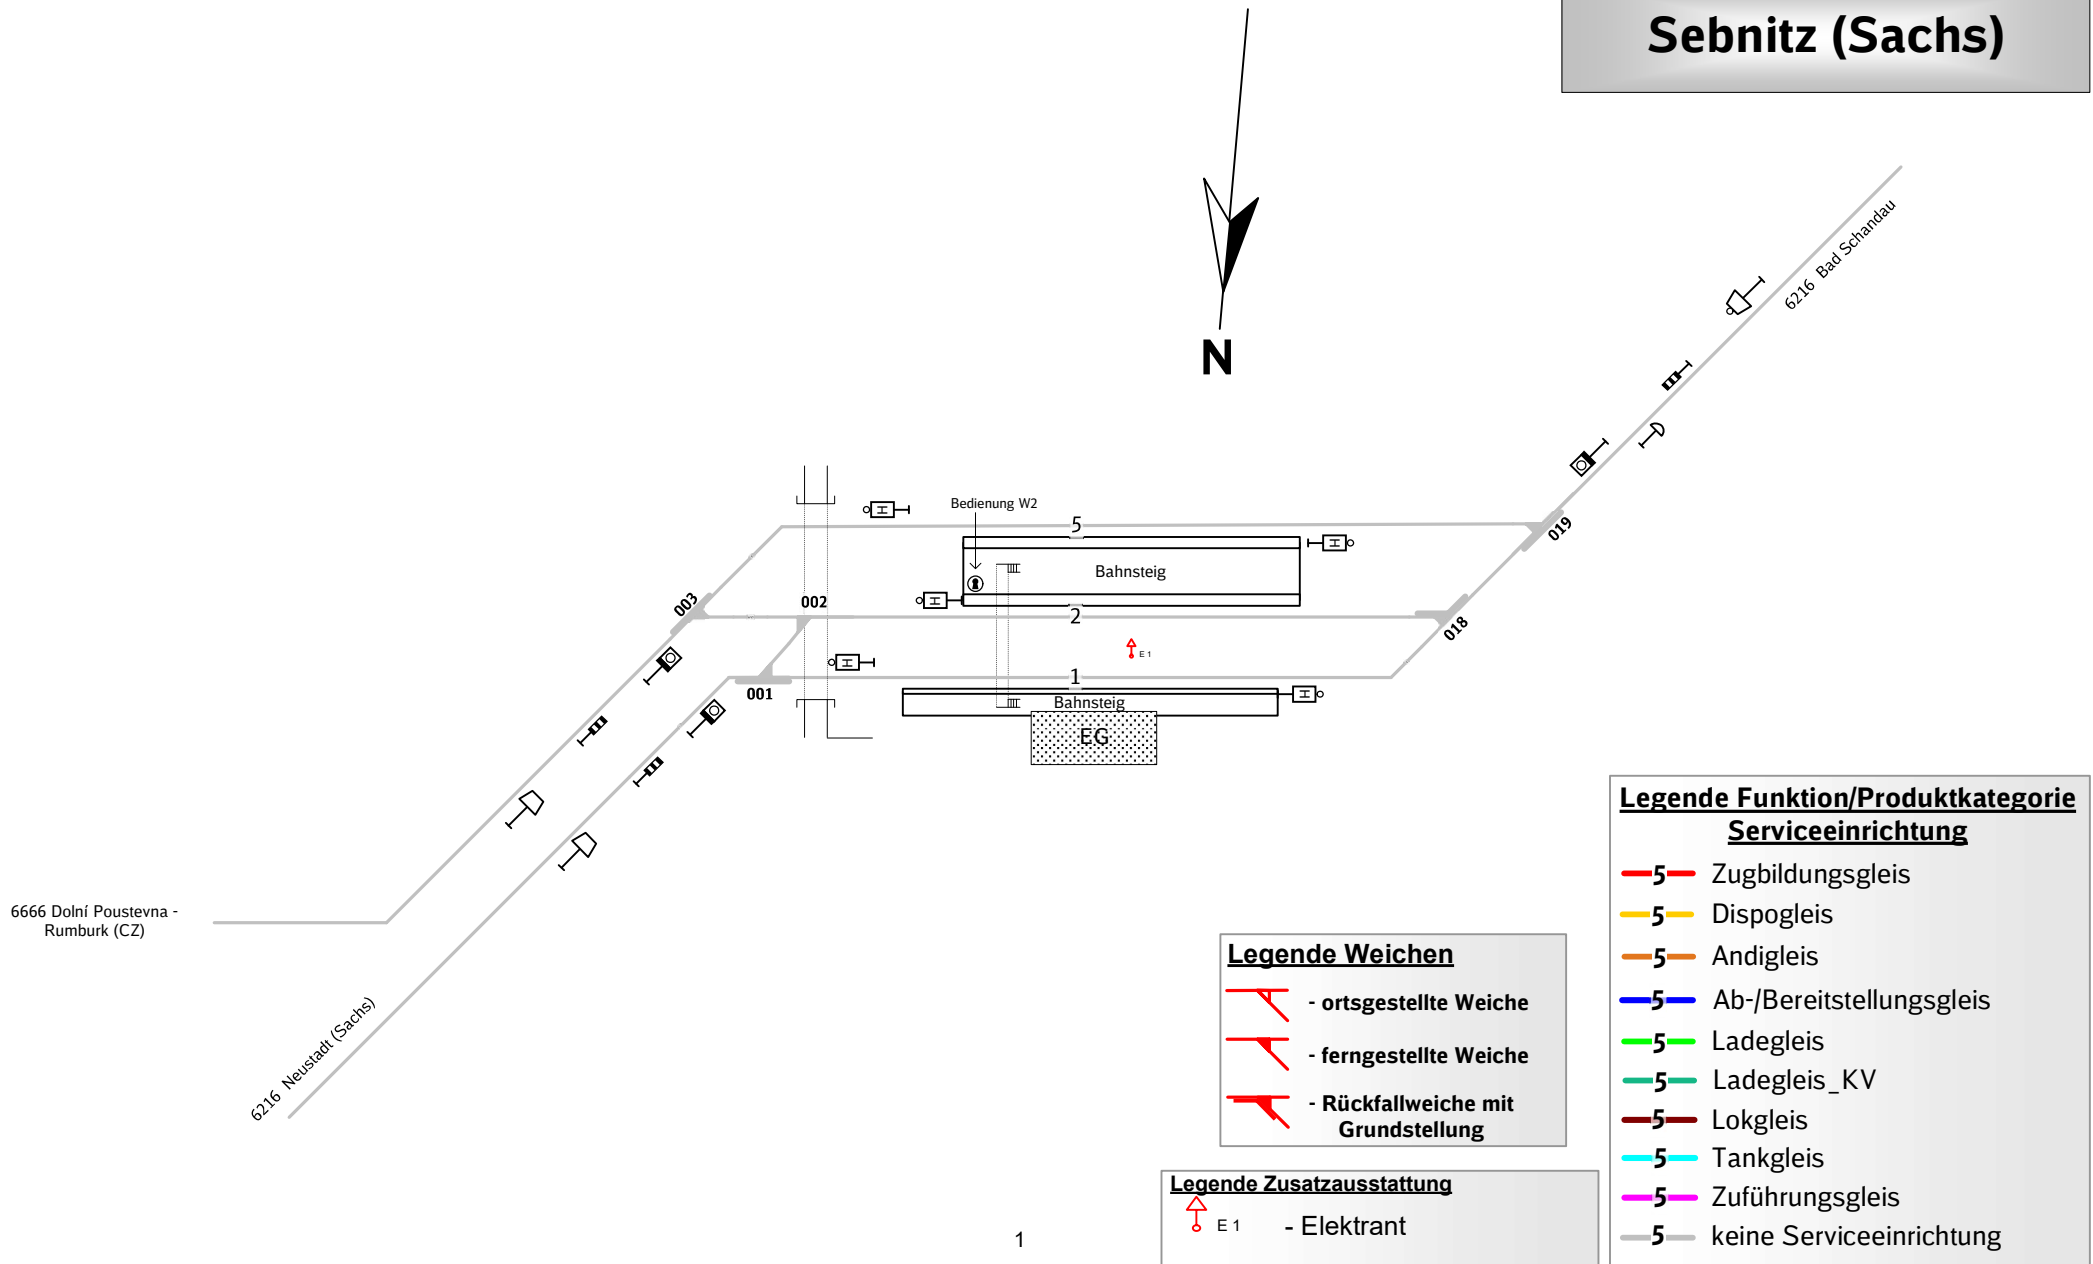 Sebnitz (Sachs)
N
6216 Bad Schandau
Bedienung W2
5
019
Bahnsteig
003
002
2
018
E 1
1
001
Bahnsteig
EG
6666 Dolní Poustevna -
Rumburk (CZ)
6216 Neustadt (Sachs)
Legende Weichen
- ortsgestellte Weiche
- ferngestellte Weiche
- Rückfallweiche mit
Grundstellung
Legende Zusatzausstattung
E 1 - Elektrant
1
Legende Funktion/Produktkategorie
Serviceeinrichtung
5 Zugbildungsgleis
5 Dispogleis
5 Andigleis
5 Ab-/Bereitstellungsgleis
5 Ladegleis
5 Ladegleis_KV
5 Lokgleis
5 Tankgleis
5 Zuführungsgleis
5 keine Serviceeinrichtung